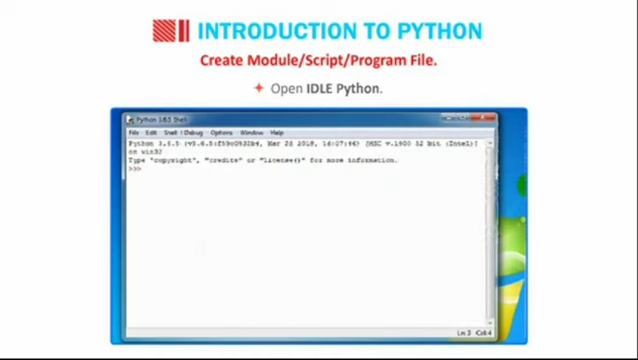 INTRODUCTION TO PYTHON
Create Module/Script/Program File.
Open IDLE Python.
Python 3.6.5 Shell
File Edit Shell Debug Options Window Help
Python 3.6.5 (v3.6.5:f59c0932b4, Mar 28 2018, 16:07:46) [MSC v.1900 32 bit (Intel)]
on win32
Type "copyright", "credits" or "license()" for more information.
>>>
Ln: 3 Col: 4